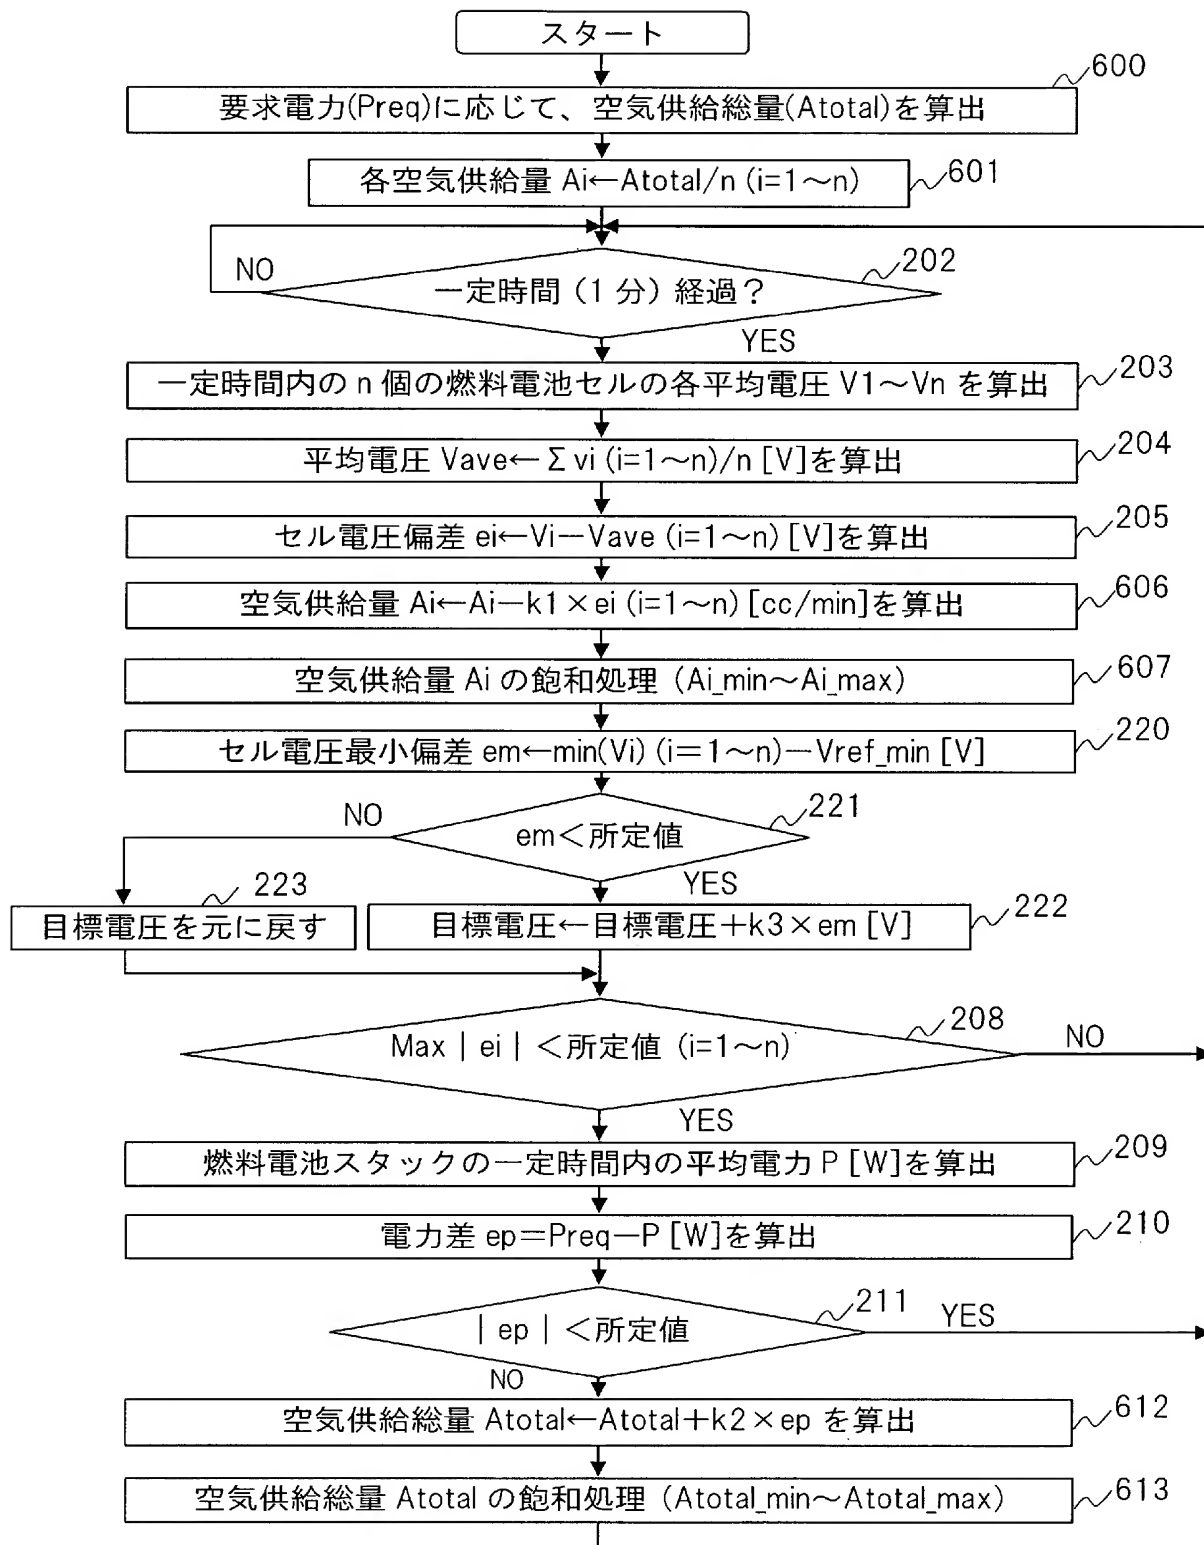 スタート
600
要求電力(Preq)に応じて、空気供給総量(Atotal)を算出
各空気供給量 Ai←Atotal/n (i=1～n)
601
NO
202
一定時間 (1 分) 経過?
YES
一定時間内の n 個の燃料電池セルの各平均電圧 V1～Vn を算出
203
平均電圧 Vave←Σvi (i=1～n)/n [V]を算出
204
セル電圧偏差 ei←Vi－Vave (i=1～n) [V]を算出
205
空気供給量 Ai←Ai－k1×ei (i=1～n) [cc/min]を算出
606
空気供給量 Ai の飽和処理 (Ai_min～Ai_max)
607
セル電圧最小偏差 em←min(Vi) (i=1～n)－Vref_min [V]
220
NO
221
em＜所定値
YES
223
目標電圧を元に戻す
目標電圧←目標電圧＋k3×em [V]
222
208
Max | ei | ＜所定値 (i=1～n)
NO
YES
燃料電池スタックの一定時間内の平均電力 P [W]を算出
209
電力差 ep＝Preq－P [W]を算出
210
211
YES
| ep | ＜所定値
NO
空気供給総量 Atotal←Atotal＋k2×ep を算出
612
空気供給総量 Atotal の飽和処理 (Atotal_min～Atotal_max)
613